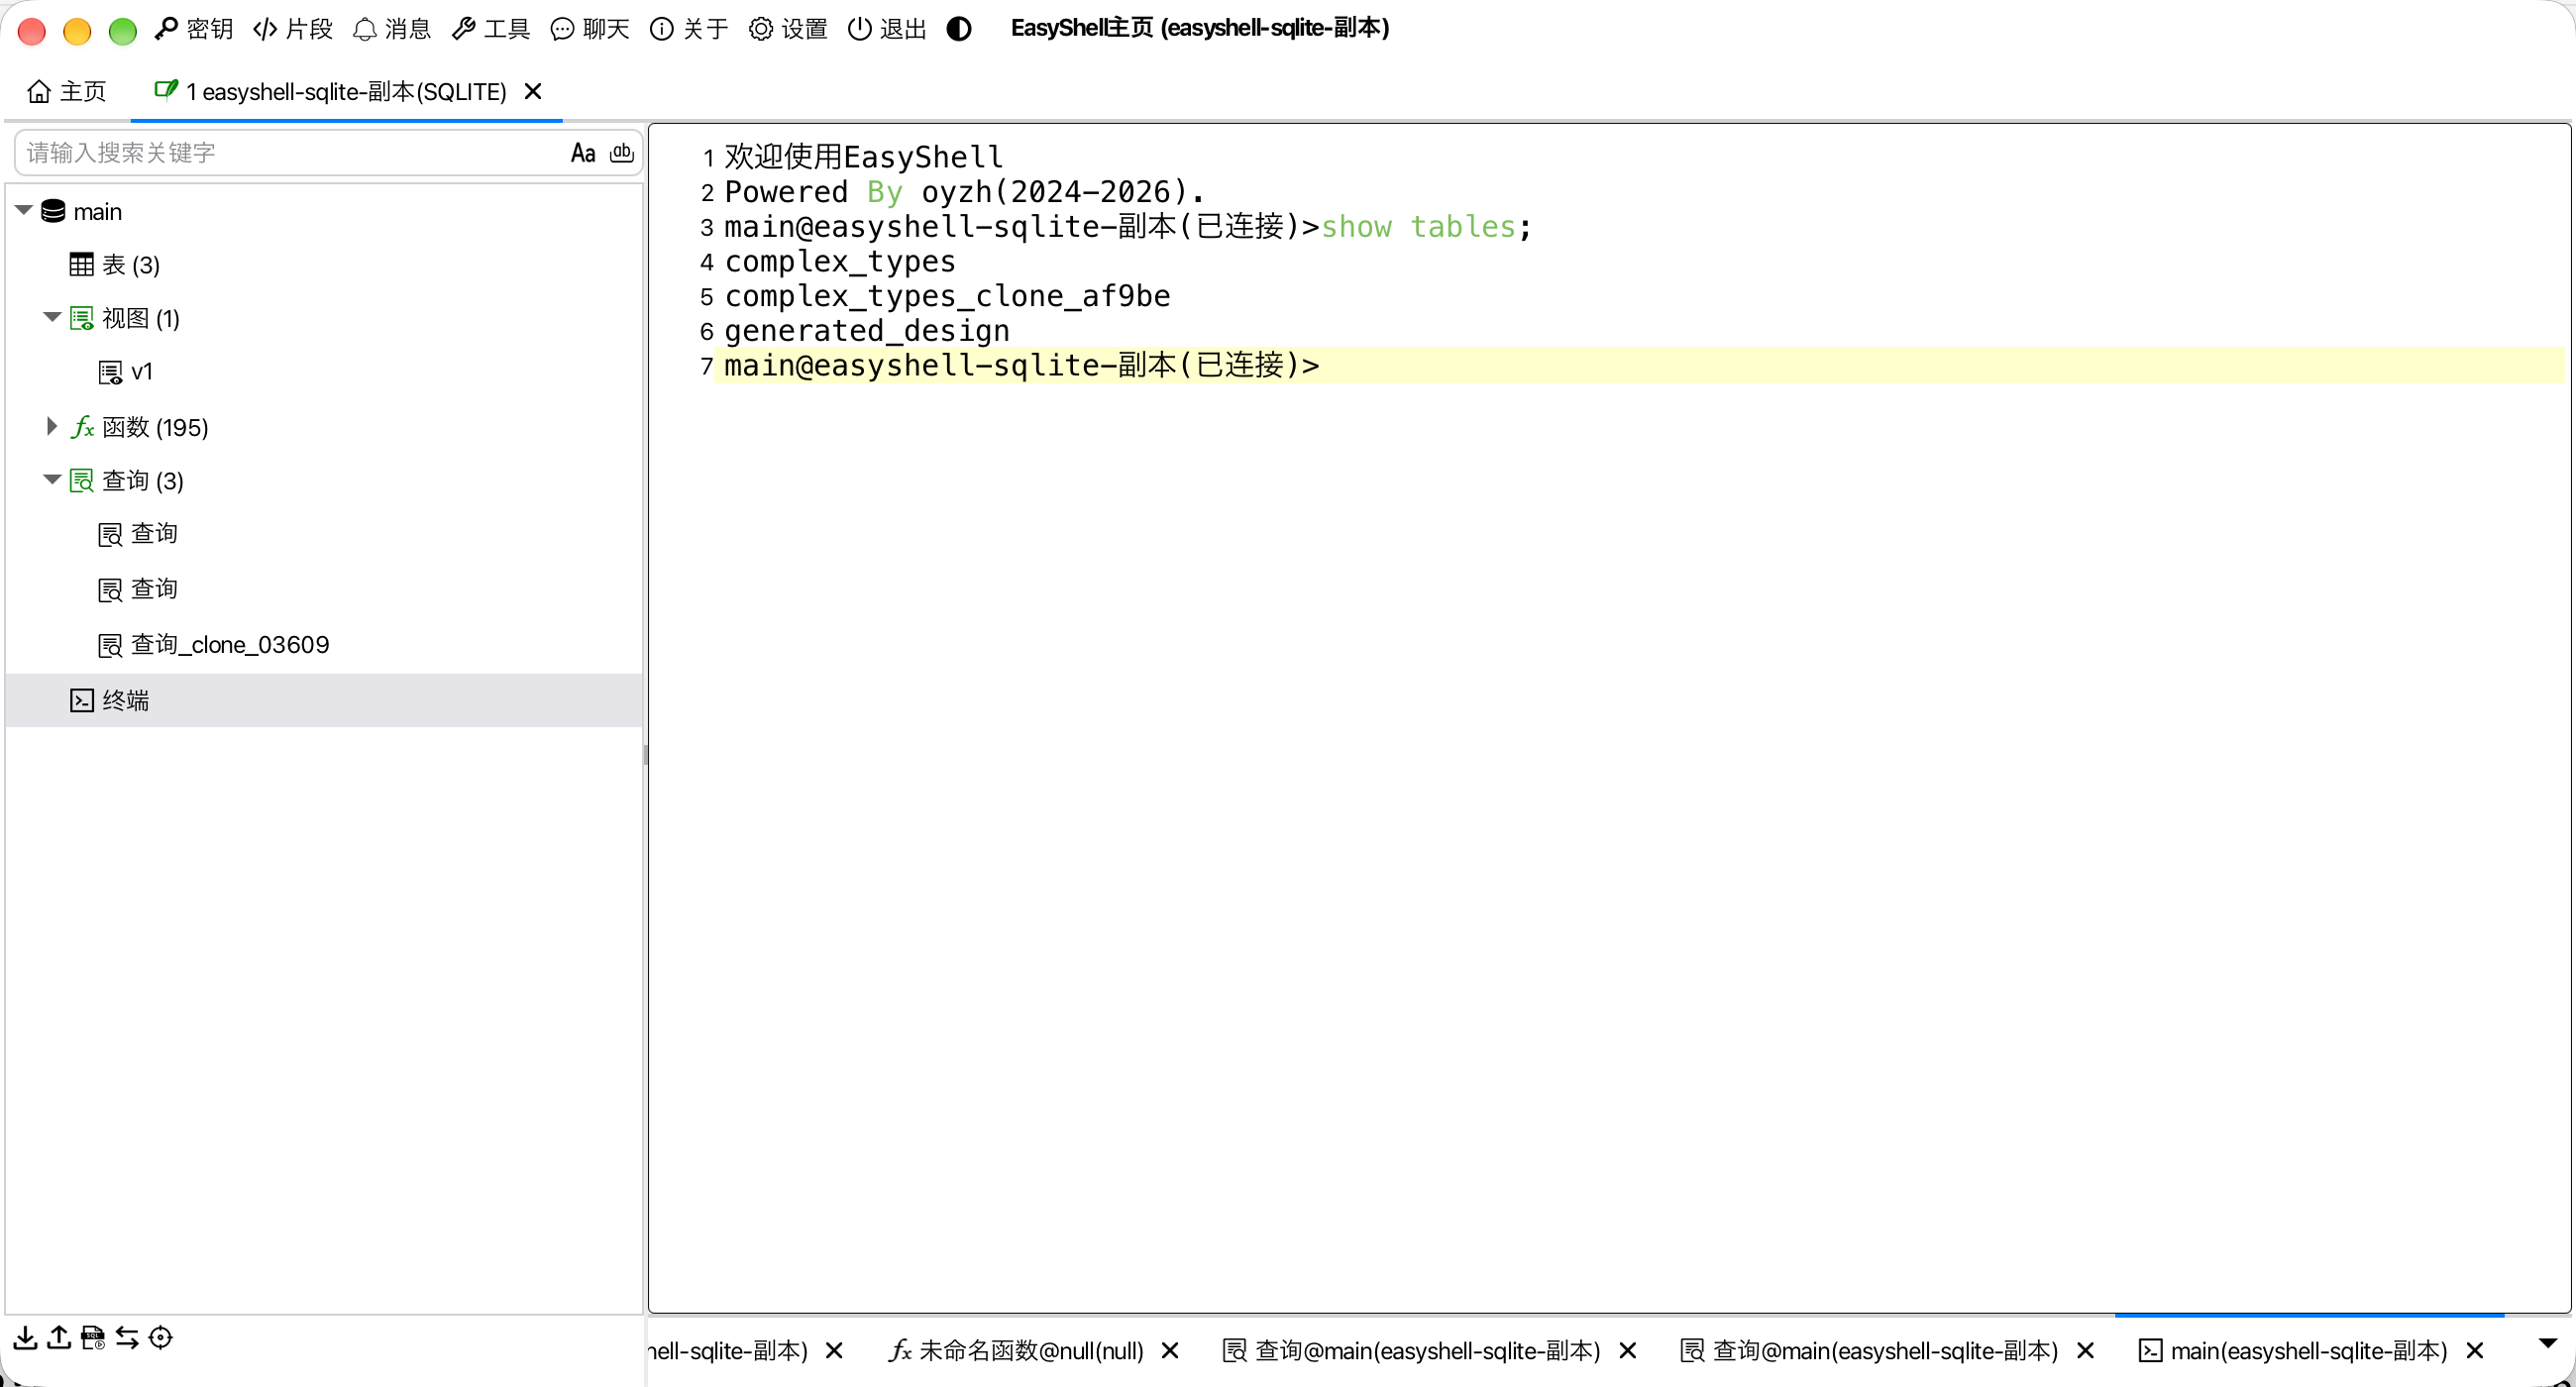 密钥 片段 消息 工具 聊天 关于 设置 退出 EasyShell主页 (easyshell-sqlite-副本)
主页 1 easyshell-sqlite-副本(SQLITE)
请输入搜索关键字 Aa ab
main
表 (3)
视图 (1)
v1
函数 (195)
查询 (3)
查询
查询
查询_clone_03609
终端
1 欢迎使用EasyShell
2 Powered By oyzh(2024-2026).
3 main@easyshell-sqlite-副本(已连接)>show tables;
4 complex_types
5 complex_types_clone_af9be
6 generated_design
7 main@easyshell-sqlite-副本(已连接)>
hell-sqlite-副本) 未命名函数@null(null) 查询@main(easyshell-sqlite-副本) 查询@main(easyshell-sqlite-副本) main(easyshell-sqlite-副本)